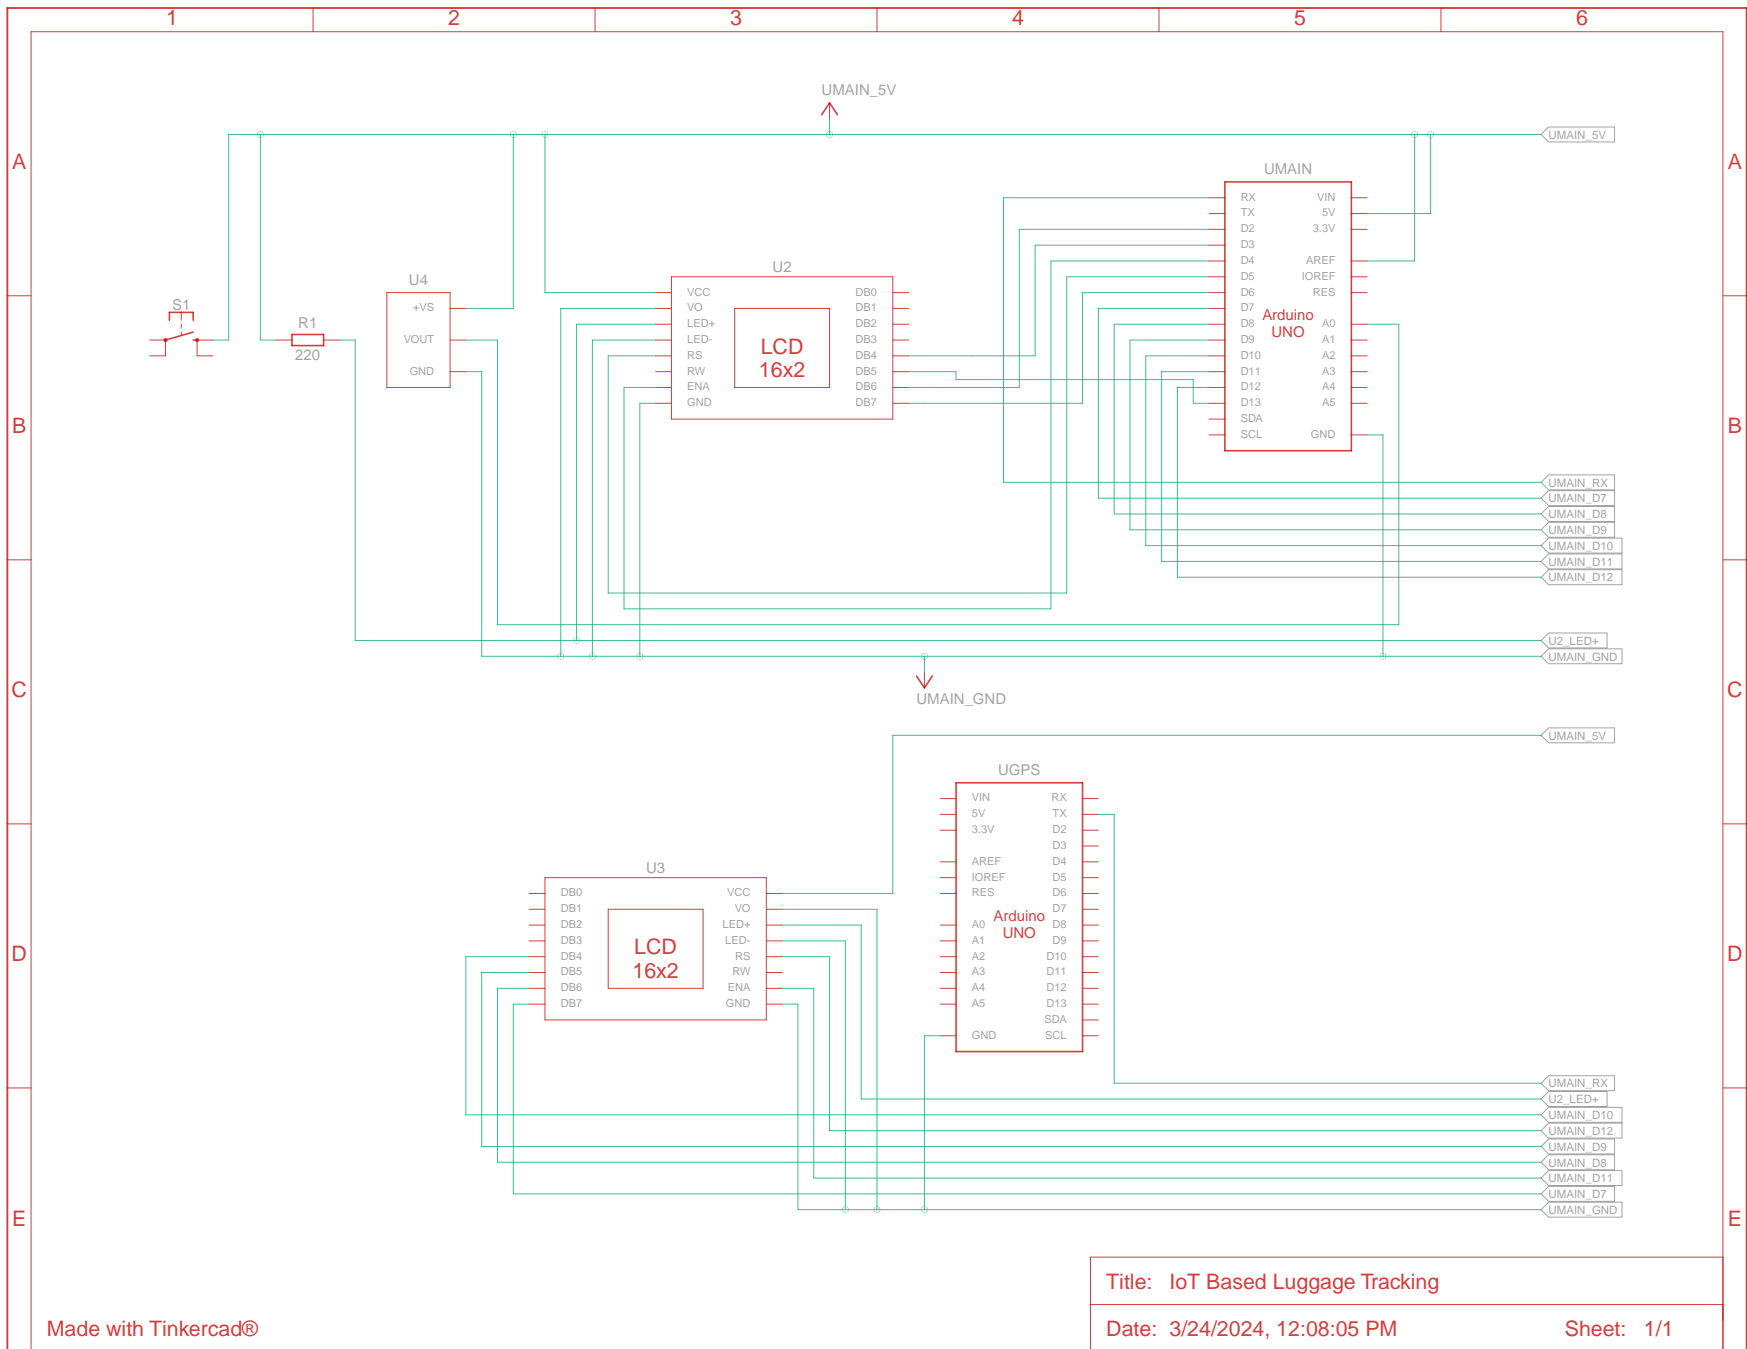 1 2 3 4 5 6
UMAIN_5V
UMAIN_5V
A A
UMAIN
RX VIN
TX 5V
D2 3.3V
D3
D4 AREF
D5 IOREF
D6 RES
D7
D8 A0
D9 A1
D10 A2
D11 A3
D12 A4
D13 A5
SDA
SCL GND
Arduino
UNO
U2
VCC DB0
VO DB1
LED+ DB2
LED- DB3
RS DB4
RW DB5
ENA DB6
GND DB7
LCD
16x2
U4
+VS
VOUT
GND
S1
R1
220
B B
UMAIN_RX
UMAIN_D7
UMAIN_D8
UMAIN_D9
UMAIN_D10
UMAIN_D11
UMAIN_D12
U2_LED+
UMAIN_GND
UMAIN_GND
C C
UMAIN_5V
UGPS
VIN RX
5V TX
3.3V D2
D3
AREF D4
IOREF D5
RES D6
D7
A0 D8
A1 D9
A2 D10
A3 D11
A4 D12
A5 D13
SDA
GND SCL
Arduino
UNO
U3
DB0 VCC
DB1 VO
DB2 LED+
DB3 LED-
DB4 RS
DB5 RW
DB6 ENA
DB7 GND
LCD
16x2
D D
UMAIN_RX
U2_LED+
UMAIN_D10
UMAIN_D12
UMAIN_D9
UMAIN_D8
UMAIN_D11
UMAIN_D7
UMAIN_GND
E E
Title: IoT Based Luggage Tracking
Made with Tinkercad®
Date: 3/24/2024, 12:08:05 PM Sheet: 1/1